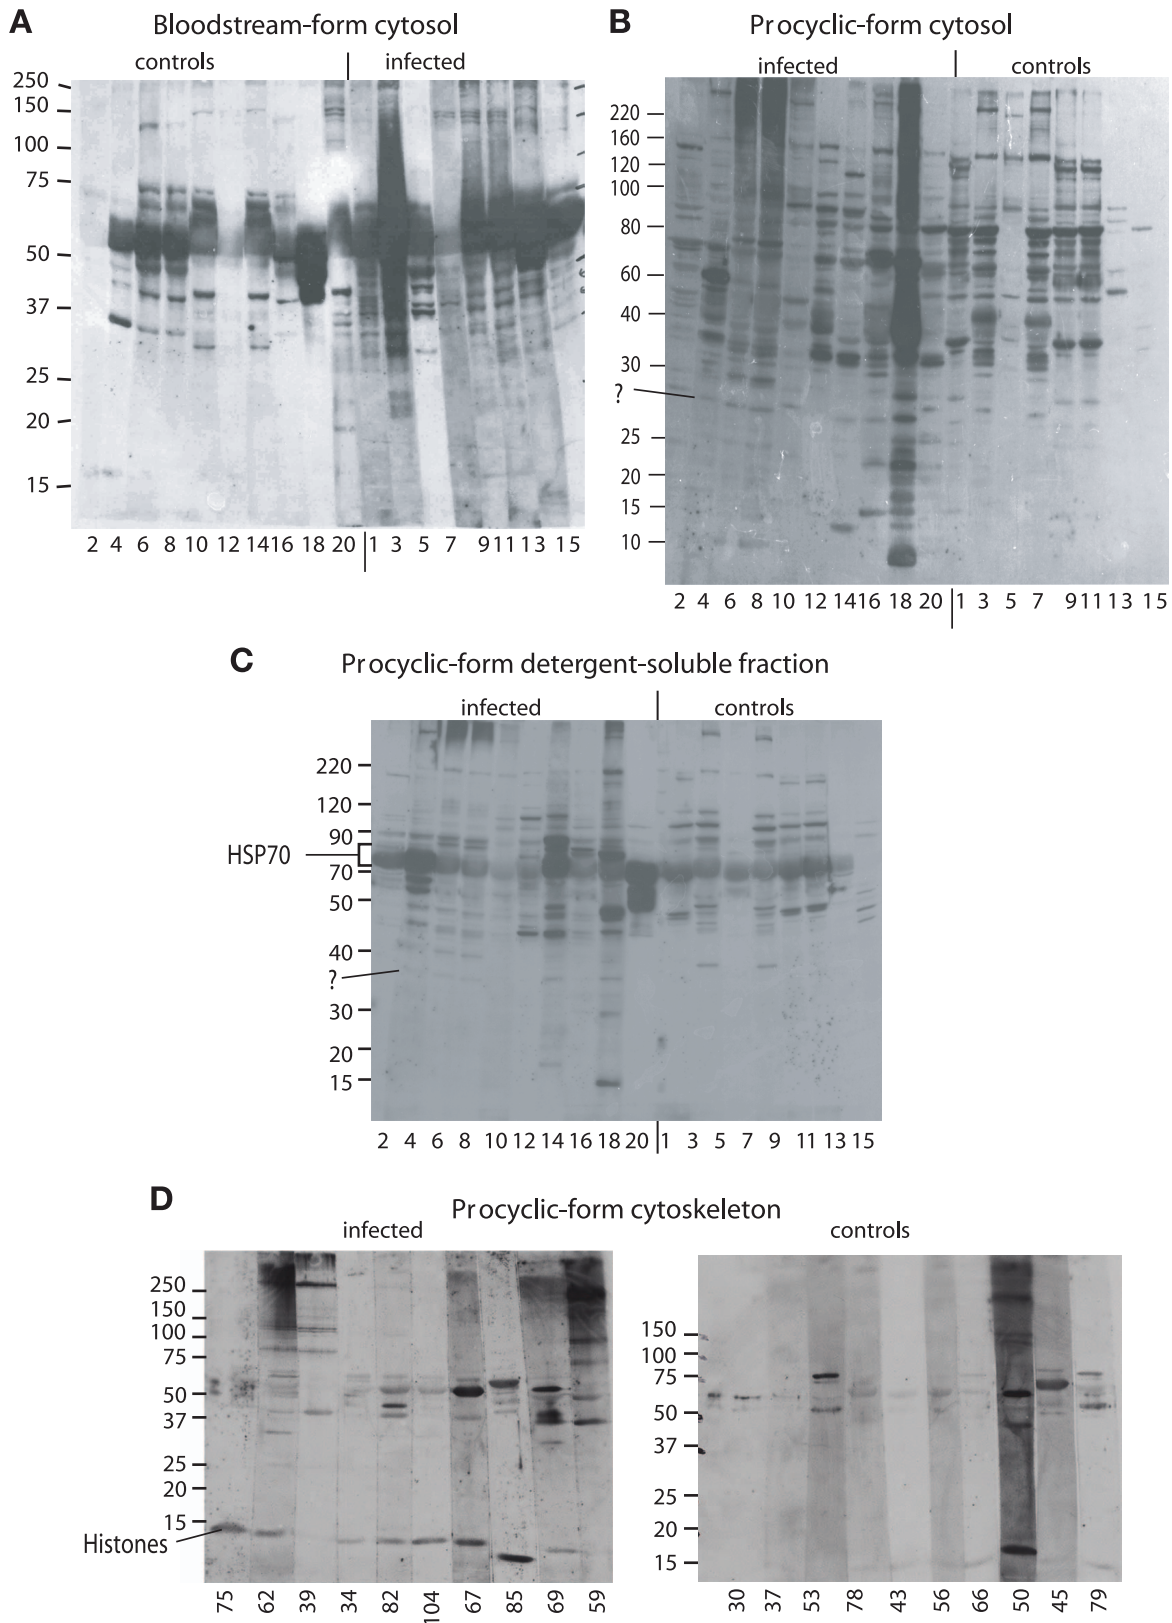 A
Bloodstream-form cytosol
controls
infected
250
150
100
75
50
37
25
20
15
2 4 6 8 10 12 14 16 18 20 1 3 5 7 9 11 13 15
B
Procyclic-form cytosol
infected
controls
220
160
120
100
80
60
40
30
?
25
20
15
10
2 4 6 8 10 12 14 16 18 20 1 3 5 7 9 11 13 15
C
Procyclic-form detergent-soluble fraction
infected
controls
220
120
90
HSP70
70
50
40
?
30
20
15
2 4 6 8 10 12 14 16 18 20 1 3 5 7 9 11 13 15
D
Procyclic-form cytoskeleton
infected
controls
250
150
100
75
50
37
25
20
15
Histones
75 62 39 34 82 104 67 85 69 59
150
100
75
50
37
25
20
15
30 37 53 78 43 56 66 50 45 79